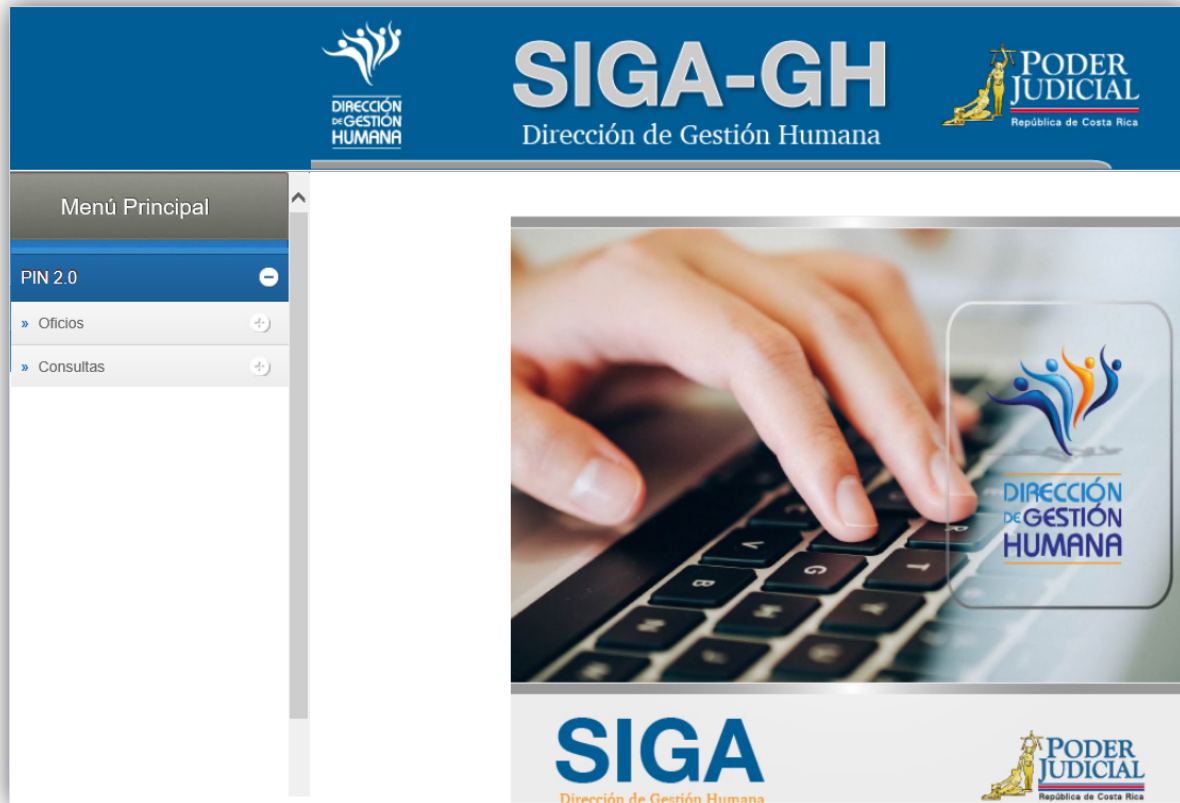 DIRECCIÓN
DE GESTIÓN
HUMANA
SIGA-GH
Dirección de Gestión Humana
PODER
JUDICIAL
República de Costa Rica
Menú Principal
PIN 2.0
» Oficios
» Consultas
DIRECCIÓN
DE GESTIÓN
HUMANA
R
V
G
T
B
SIGA
Dirección de Gestión Humana
PODER
JUDICIAL
República de Costa Rica